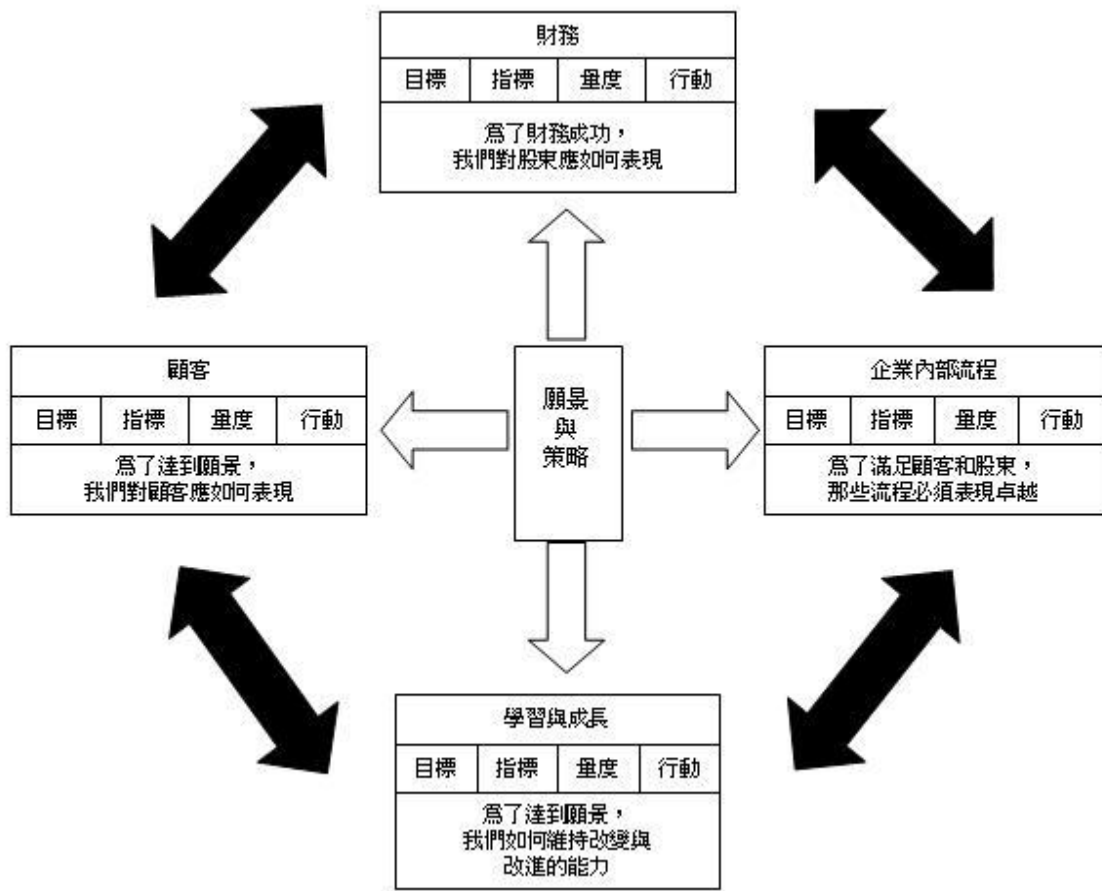 財務
目標 指標 量度 行動
為了財務成功，
我們對股東應如何表現
顧客
目標 指標 量度 行動
為了達到願景，
我們對顧客應如何表現
願景
與
策略
企業內部流程
目標 指標 量度 行動
為了滿足顧客和股東，
那些流程必須表現卓越
學習與成長
目標 指標 量度 行動
為了達到願景，
我們如何維持改變與
改進的能力